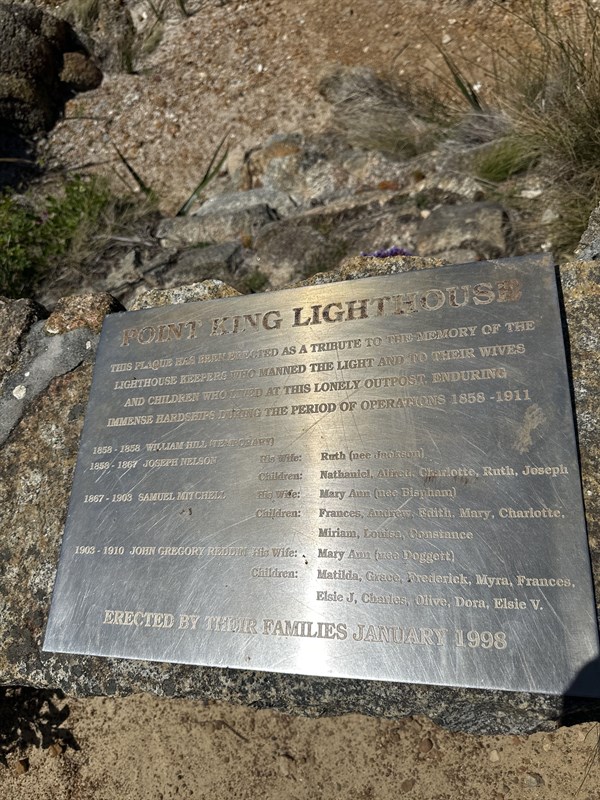 POINT KING LIGHTHOUSE
THIS PLAQUE HAS BEEN ERECTED AS A TRIBUTE TO THE MEMORY OF THE
LIGHTHOUSE KEEPERS WHO MANNED THE LIGHT AND TO THEIR WIVES
AND CHILDREN WHO LIVED AT THIS LONELY OUTPOST, ENDURING
IMMENSE HARDSHIPS DURING THE PERIOD OF OPERATIONS 1858 -1911
1858 - 1858 WILLIAM HILL (TEMPORARY)
1858 - 1867 JOSEPH NELSON His Wife: Ruth (nee Jackson)
Children: Nathaniel, Alfred, Charlotte, Ruth, Joseph
1867 - 1903 SAMUEL MITCHELL His Wife: Mary Ann (nee Bispham)
Children: Frances, Andrew, Edith, Mary, Charlotte,
Miriam, Louisa, Constance
1903 - 1910 JOHN GREGORY REDDIN His Wife: Mary Ann (nee Doggett)
Children: Matilda, Grace, Frederick, Myra, Frances,
Elsie J, Charles, Olive, Dora, Elsie V.
ERECTED BY THEIR FAMILIES JANUARY 1998